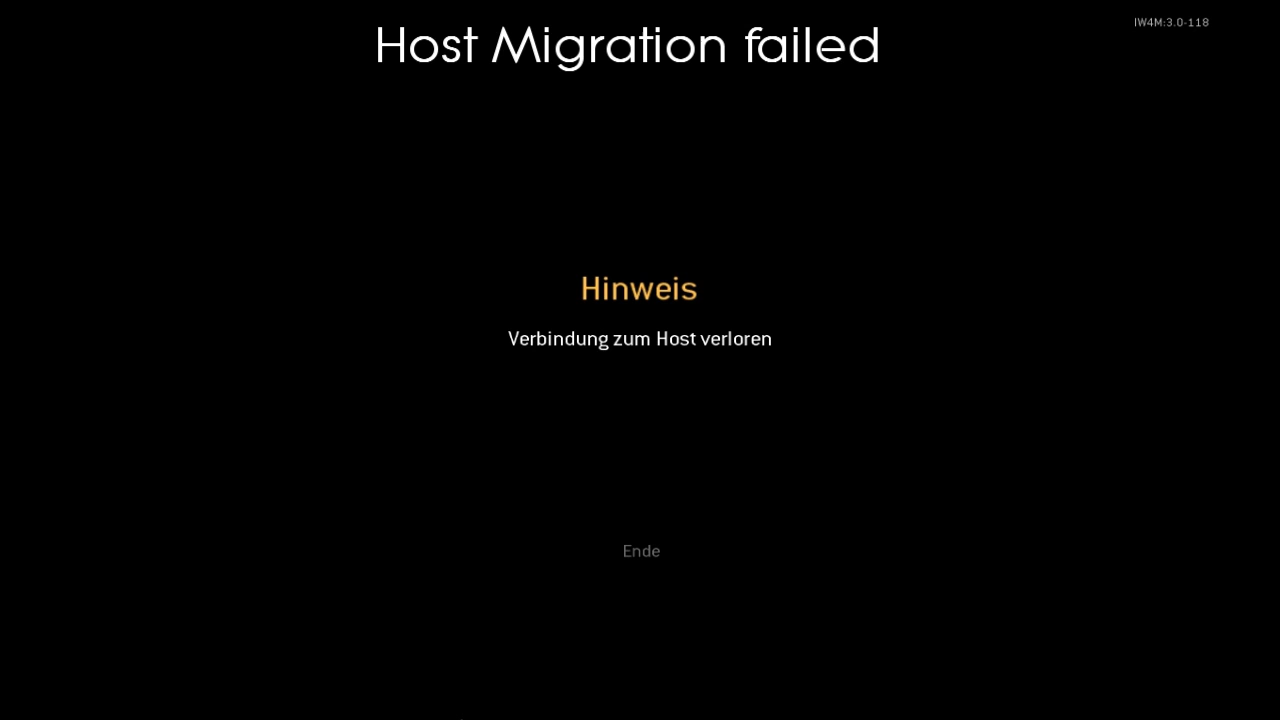 IW4M:3.0-118
Host Migration failed
Hinweis
Verbindung zum Host verloren
Ende